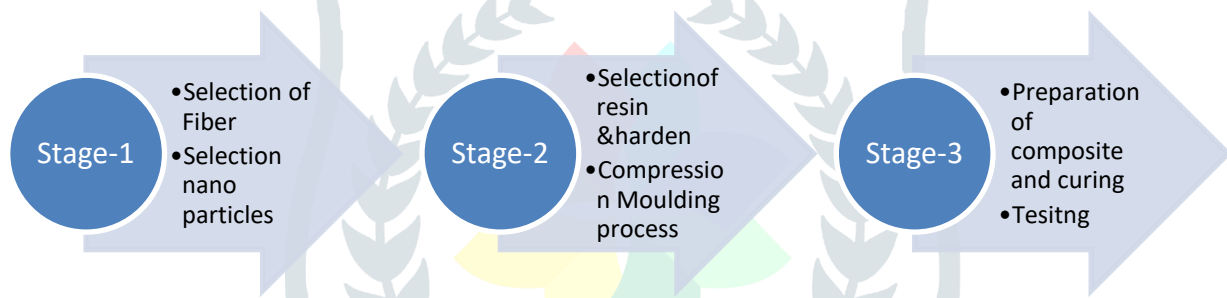 Stage-1
•Selection of
Fiber
•Selection
nano
particles
Stage-2
•Selectionof
resin
&harden
•Compressio
n Moulding
process
Stage-3
•Preparation
of
composite
and curing
•Tesitng